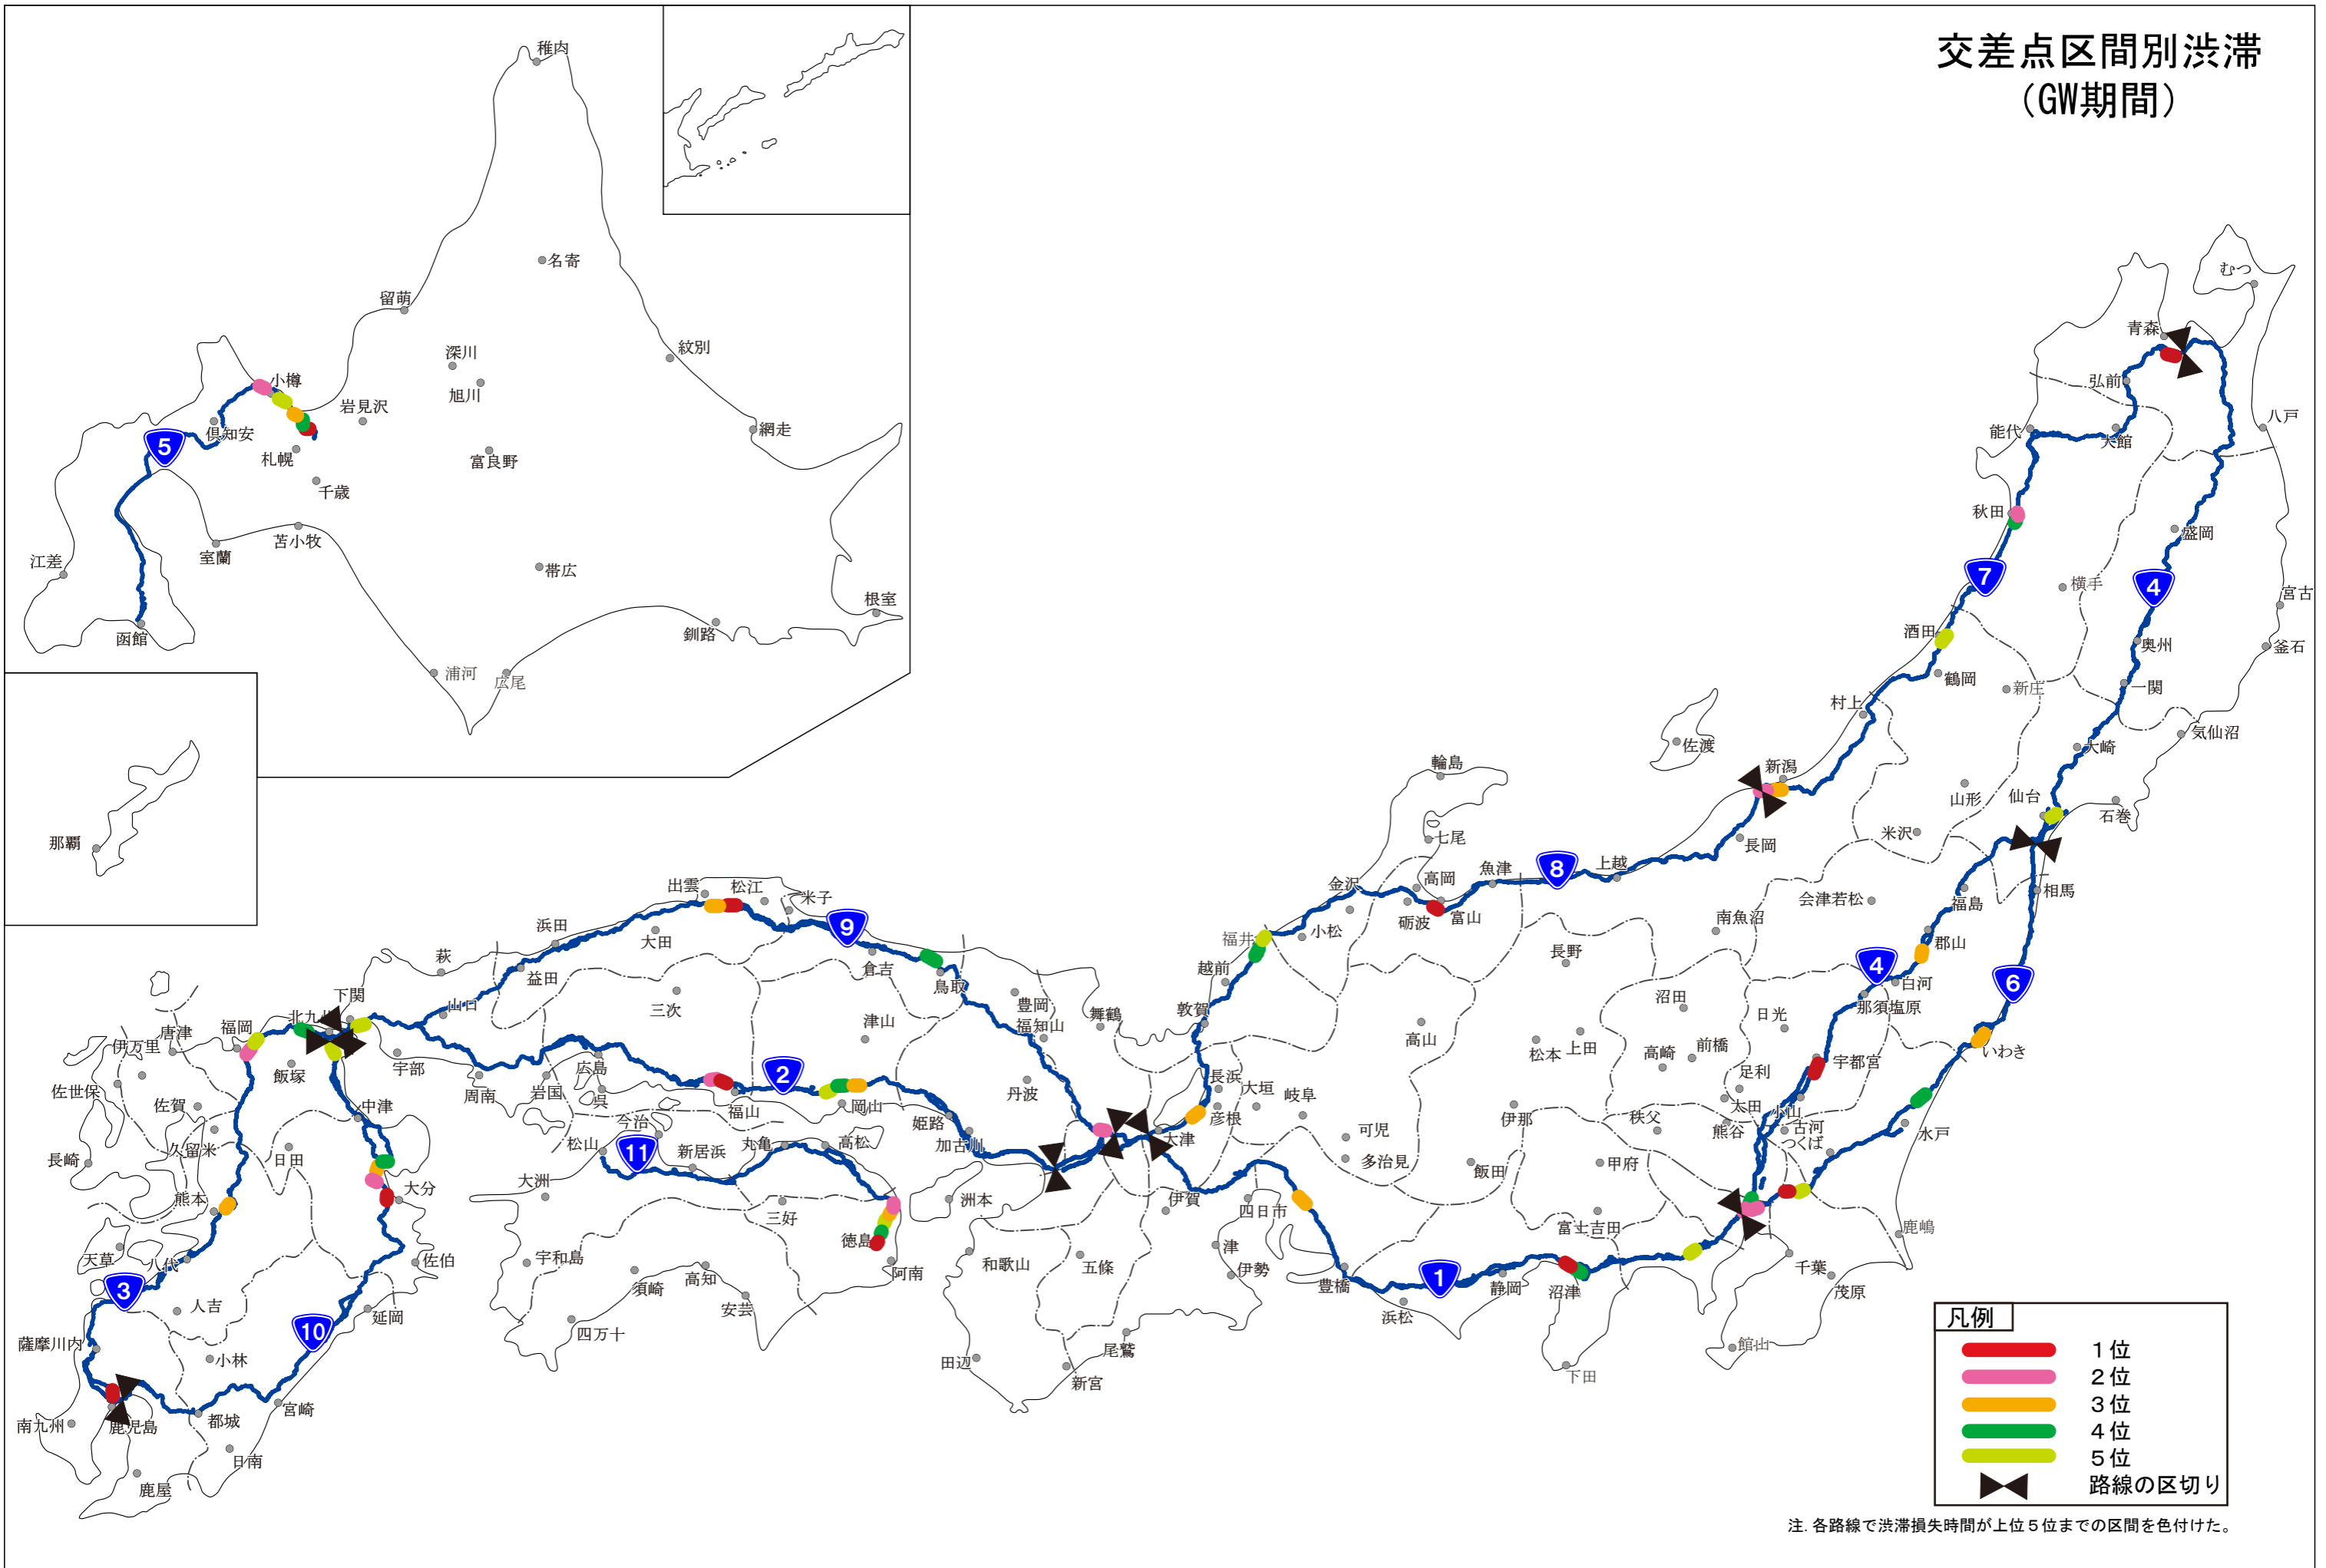 交差点区間別渋滞
（GW期間）
稚内
名寄
留萌
深川
旭川
紋別
小樽
岩見沢
倶知安
札幌
千歳
富良野
網走
5
江差
室蘭
苫小牧
帯広
根室
函館
釧路
浦河
広尾
那覇
むつ
青森
弘前
八戸
能代
大館
秋田
盛岡
7
4
横手
宮古
酒田
奥州
釜石
鶴岡
新庄
一関
村上
気仙沼
佐渡
大崎
輪島
新潟
山形
仙台
石巻
七尾
長岡
米沢
8
上越
魚津
高岡
金沢
砺波
富山
南魚沼
会津若松
福島
相馬
出雲
松江
米子
浜田
大田
9
倉吉
鳥取
福井
小松
越前
長野
郡山
4
白河
6
萩
益田
三次
津山
豊岡
福知山
舞鶴
敦賀
高山
沼田
那須塩原
日光
下関
山口
北九州
福岡
唐津
伊万里
松本
上田
高崎
前橋
宇都宮
いわき
佐世保
飯塚
宇部
周南
岩国
広島
呉
2
福山
岡山
丹波
姫路
加古川
長浜
大垣
岐阜
彦根
大津
足利
太田
小山
佐賀
中津
久留米
日田
長崎
今治
松山
11
新居浜
丸亀
高松
可児
多治見
伊那
飯田
秩父
熊谷
古河
つくば
水戸
甲府
熊本
大分
大洲
三好
洲本
伊賀
四日市
富士吉田
鹿嶋
天草
八代
佐伯
徳島
宇和島
須崎
高知
阿南
和歌山
五條
津
伊勢
千葉
茂原
3
人吉
延岡
四万十
安芸
豊橋
1
浜松
静岡
沼津
薩摩川内
10
小林
田辺
尾鷲
新宮
下田
館山
南九州
鹿児島
都城
宮崎
日南
鹿屋
凡例
１位
２位
３位
４位
５位
路線の区切り
注. 各路線で渋滞損失時間が上位５位までの区間を色付けた。